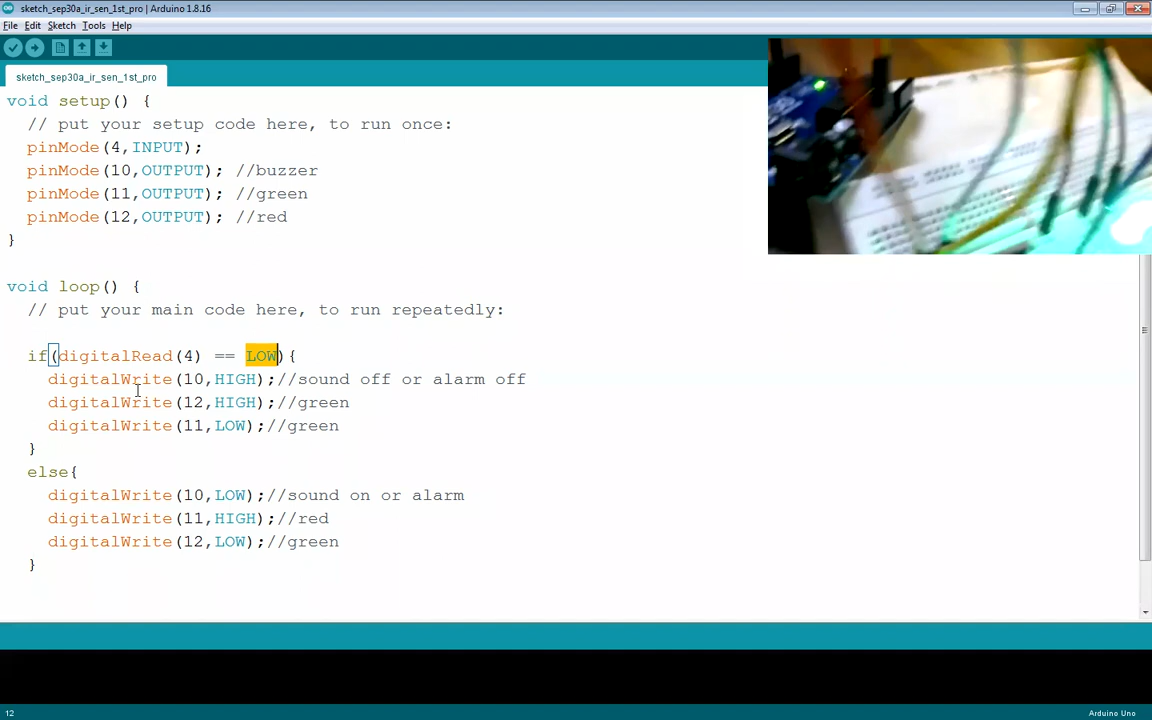 sketch_sep30a_ir_sen_1st_pro | Arduino 1.8.16
File Edit Sketch Tools Help
sketch_sep30a_ir_sen_1st_pro
void setup() {
// put your setup code here, to run once:
pinMode(4,INPUT);
pinMode(10,OUTPUT); //buzzer
pinMode(11,OUTPUT); //green
pinMode(12,OUTPUT); //red
}
void loop() {
// put your main code here, to run repeatedly:
if(digitalRead(4) == LOW){
digitalWrite(10,HIGH);//sound off or alarm off
digitalWrite(12,HIGH);//green
digitalWrite(11,LOW);//green
}
else{
digitalWrite(10,LOW);//sound on or alarm
digitalWrite(11,HIGH);//red
digitalWrite(12,LOW);//green
}
12 Arduino Uno